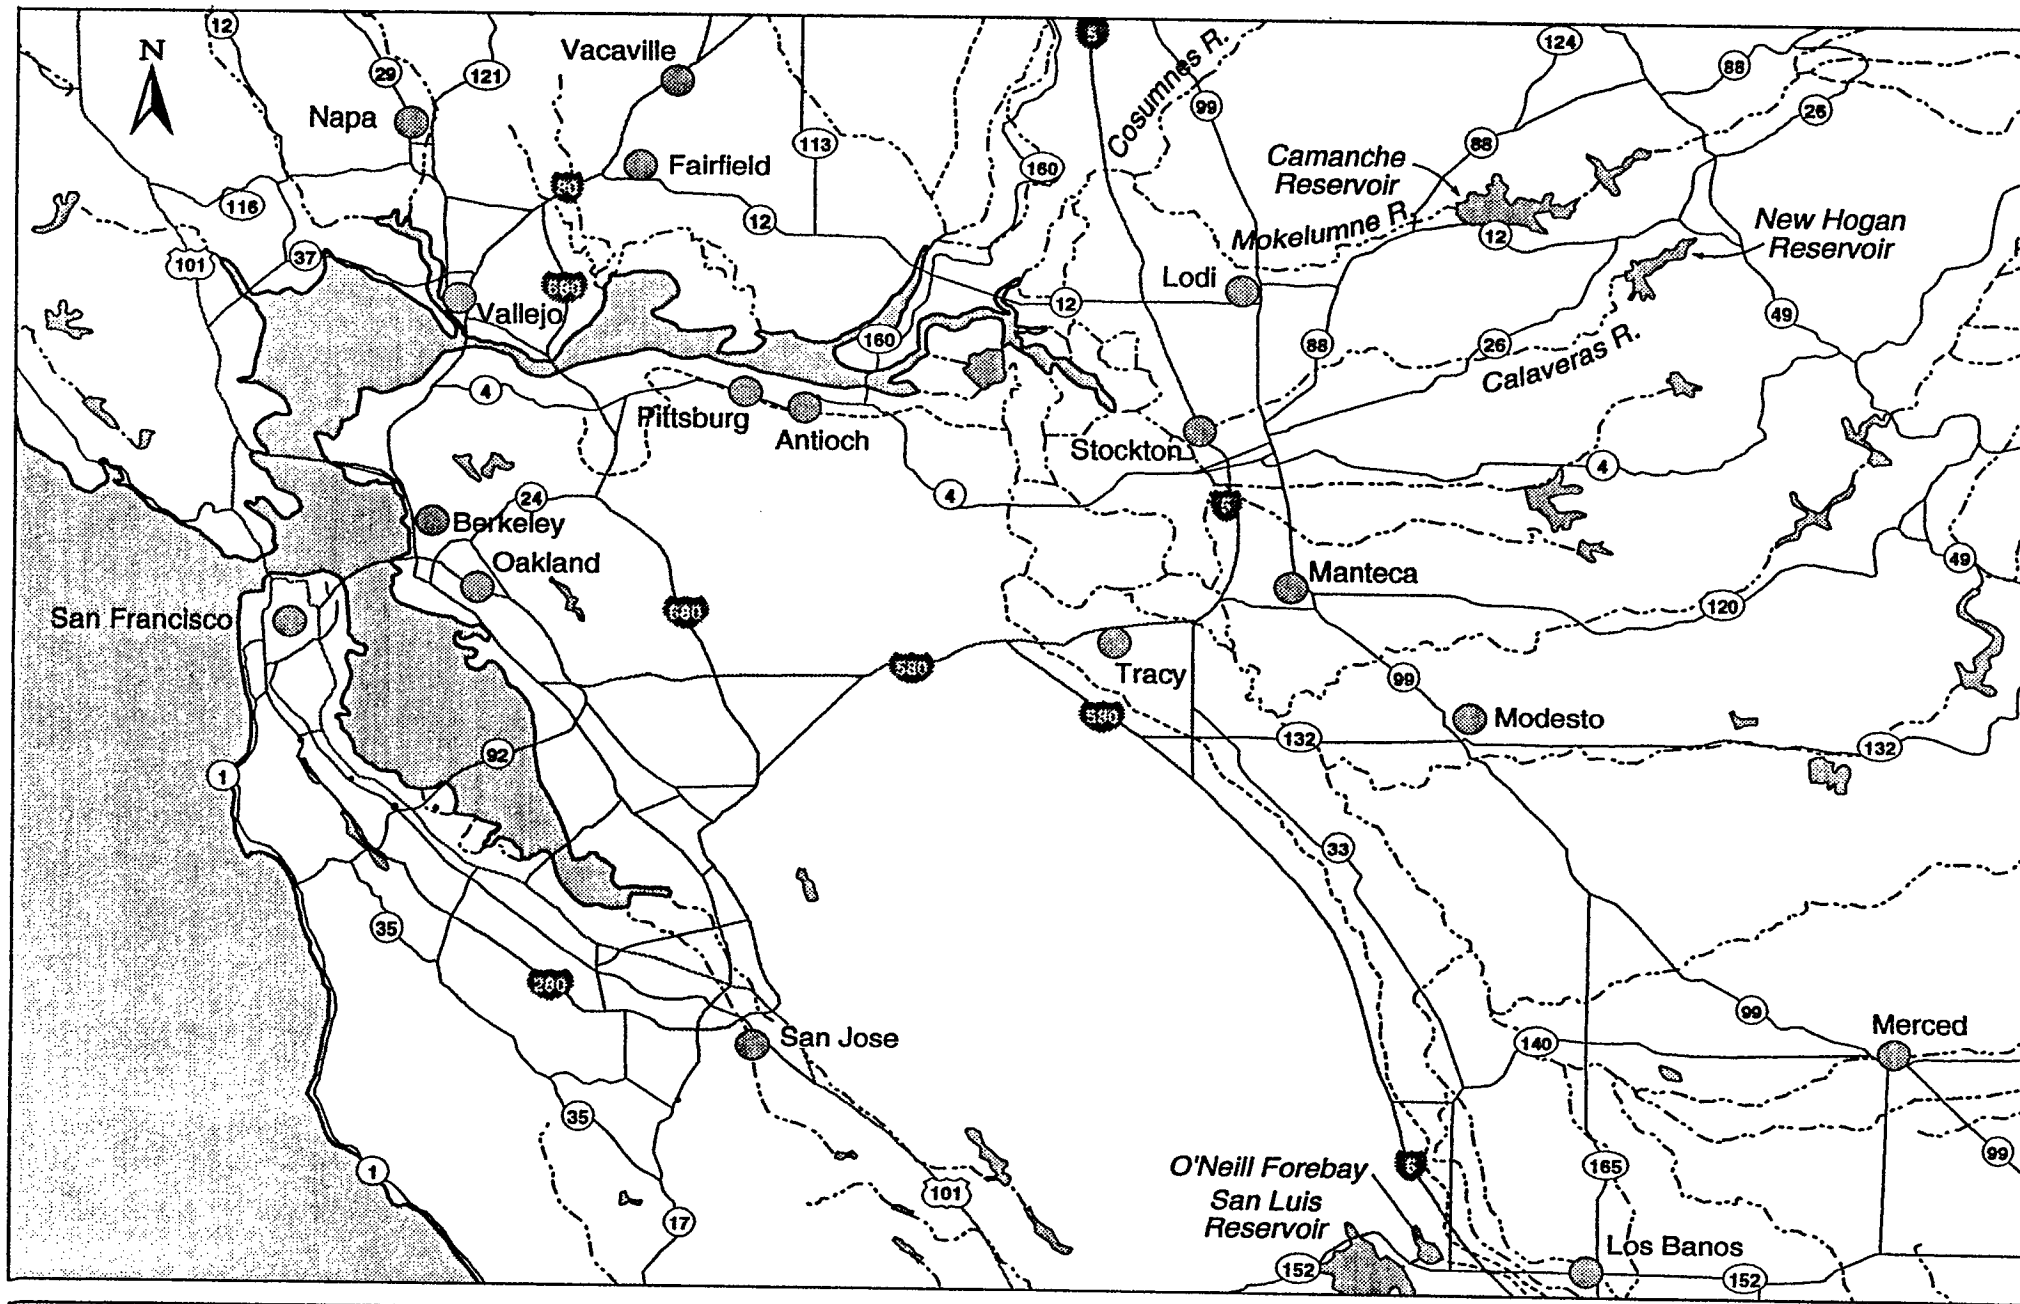 12
5
124
N
Vacaville
Cosumnes R.
88
29
121
99
26
Napa
113
88
Fairfield
160
Camanche
Reservoir
80
116
12
Mokelumne R.
12
New Hogan
Reservoir
101
37
Lodi
680
12
Vallejo
49
160
88
26
Calaveras R.
4
Pittsburg
Antioch
Stockton
4
24
4
5
Berkeley
Oakland
49
Manteca
San Francisco
680
120
580
Tracy
99
580
Modesto
132
132
92
1
33
35
280
99
San Jose
140
Merced
35
99
1
O'Neill Forebay
5
165
101
San Luis
Reservoir
17
Los Banos
152
152